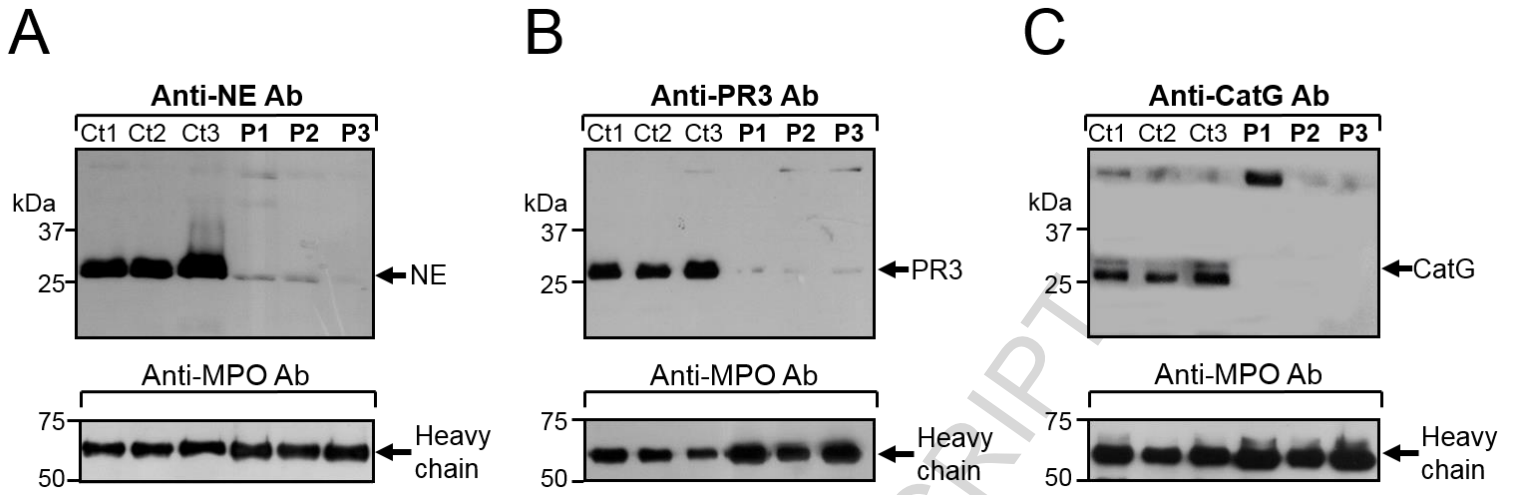 A B C
Anti-NE Ab Anti-PR3 Ab Anti-CatG Ab
Ct1 Ct2 Ct3 P1 P2 P3 Ct1 Ct2 Ct3 P1 P2 P3 Ct1 Ct2 Ct3 P1 P2 P3
kDa kDa kDa
37 37 37
25 NE 25 PR3 25 CatG
Anti-MPO Ab Anti-MPO Ab Anti-MPO Ab
75 75 75
Heavy Heavy Heavy
chain chain chain
50 50 50
CRIPT